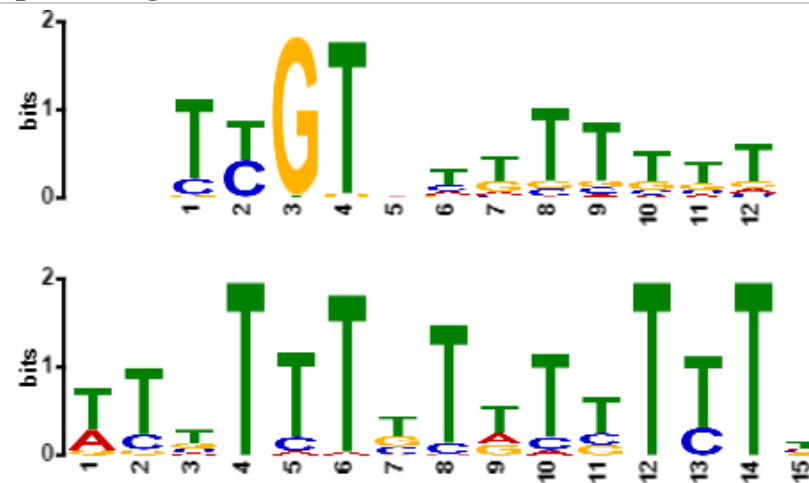 2
bits
1
0
T T G T T T T T T T T
C C
1 2 3 4 5 6 7 8 9 10 11 12
2
bits
1
0
T T T T T T T T T T T T T T T
A C C G C A C C C
1 2 3 4 5 6 7 8 9 10 11 12 13 14 15